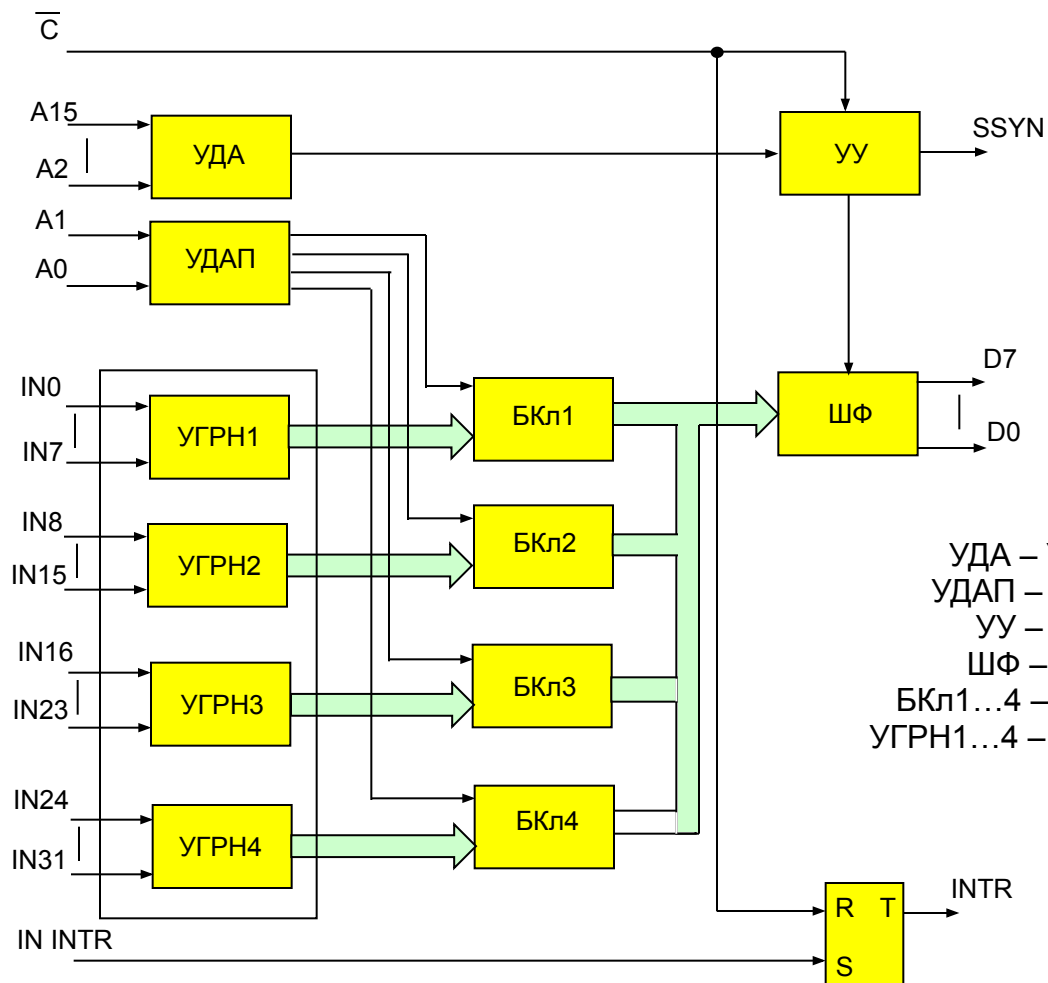 C
A15
A2
УДА
УУ
SSYN
A1
A0
УДАП
IN0
IN7
УГРН1
БКл1
ШФ
D7
D0
IN8
IN15
УГРН2
БКл2
УДА –
УДАП –
УУ –
ШФ –
БКл1…4 –
УГРН1…4 –
IN16
IN23
УГРН3
БКл3
IN24
IN31
УГРН4
БКл4
R T
S
INTR
IN INTR